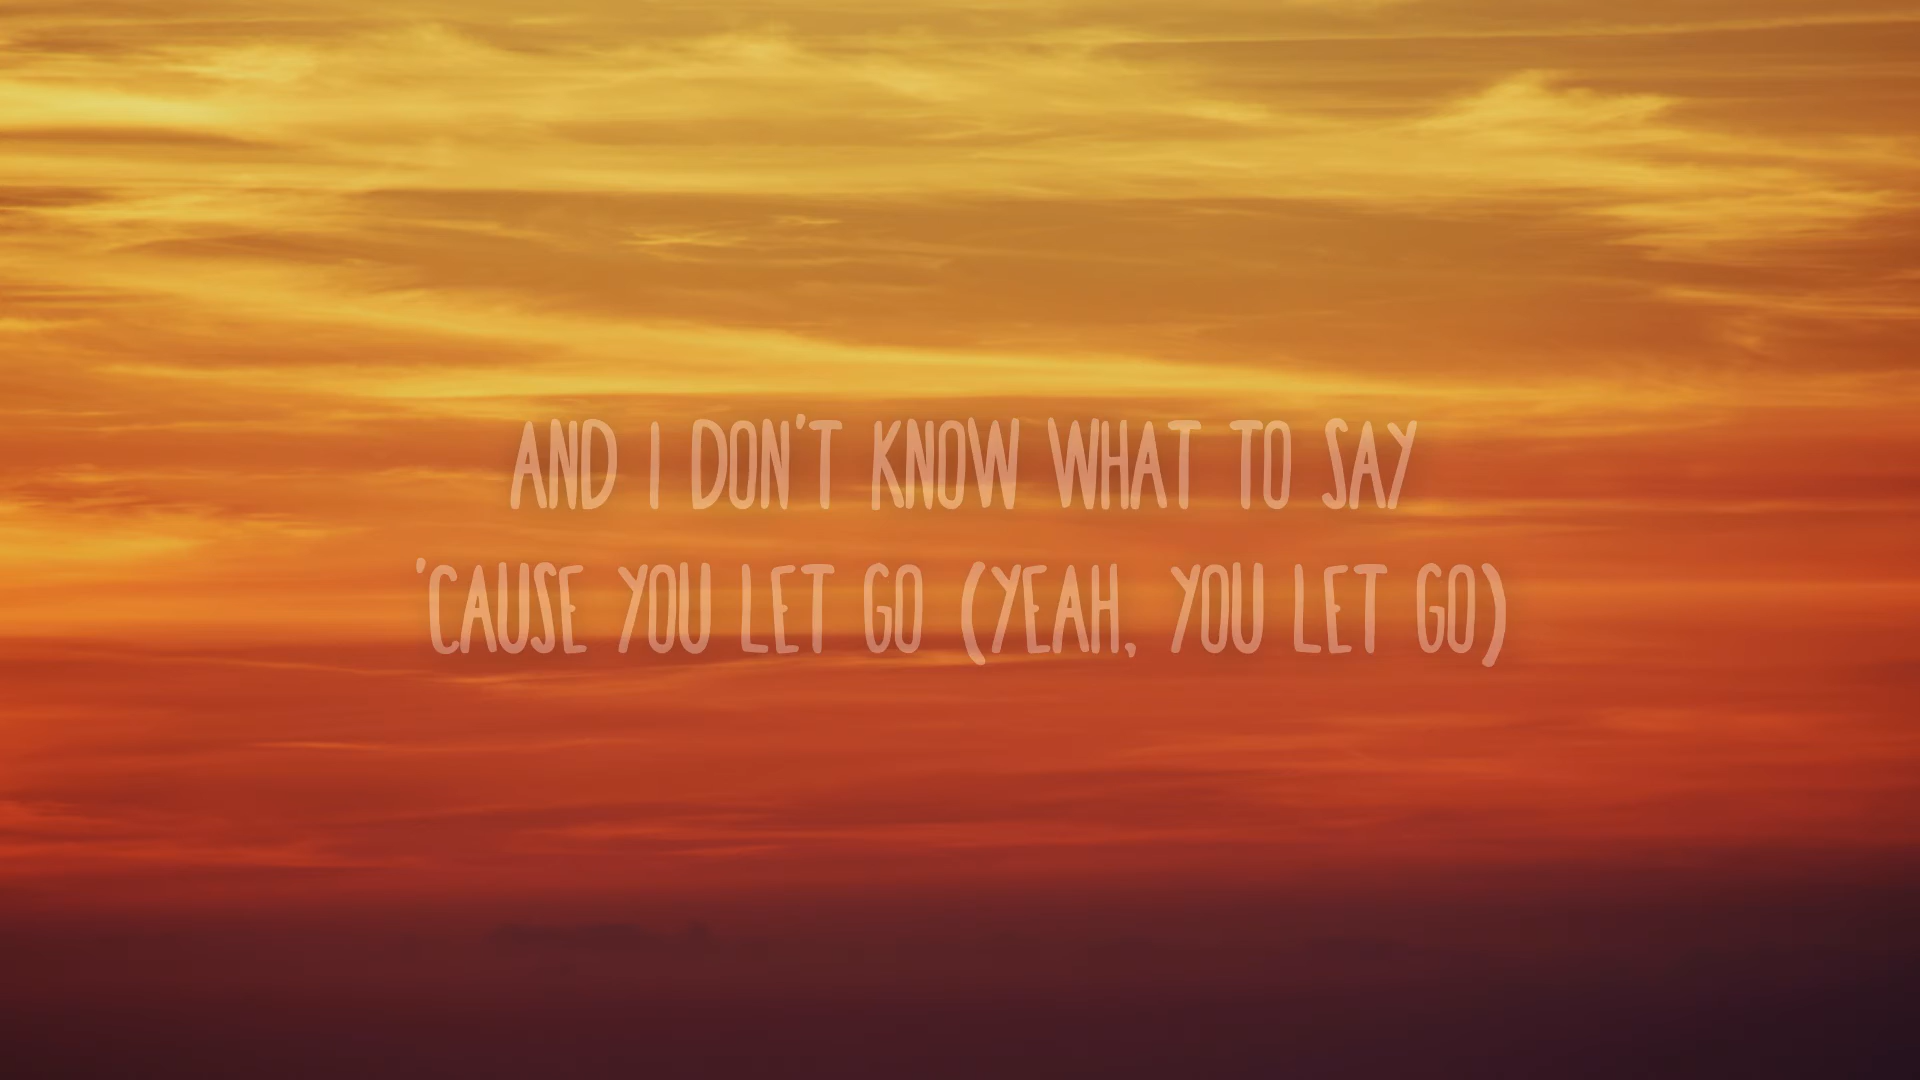 AND I DON'T KNOW WHAT TO SAY
'CAUSE YOU LET GO (YEAH, YOU LET GO)